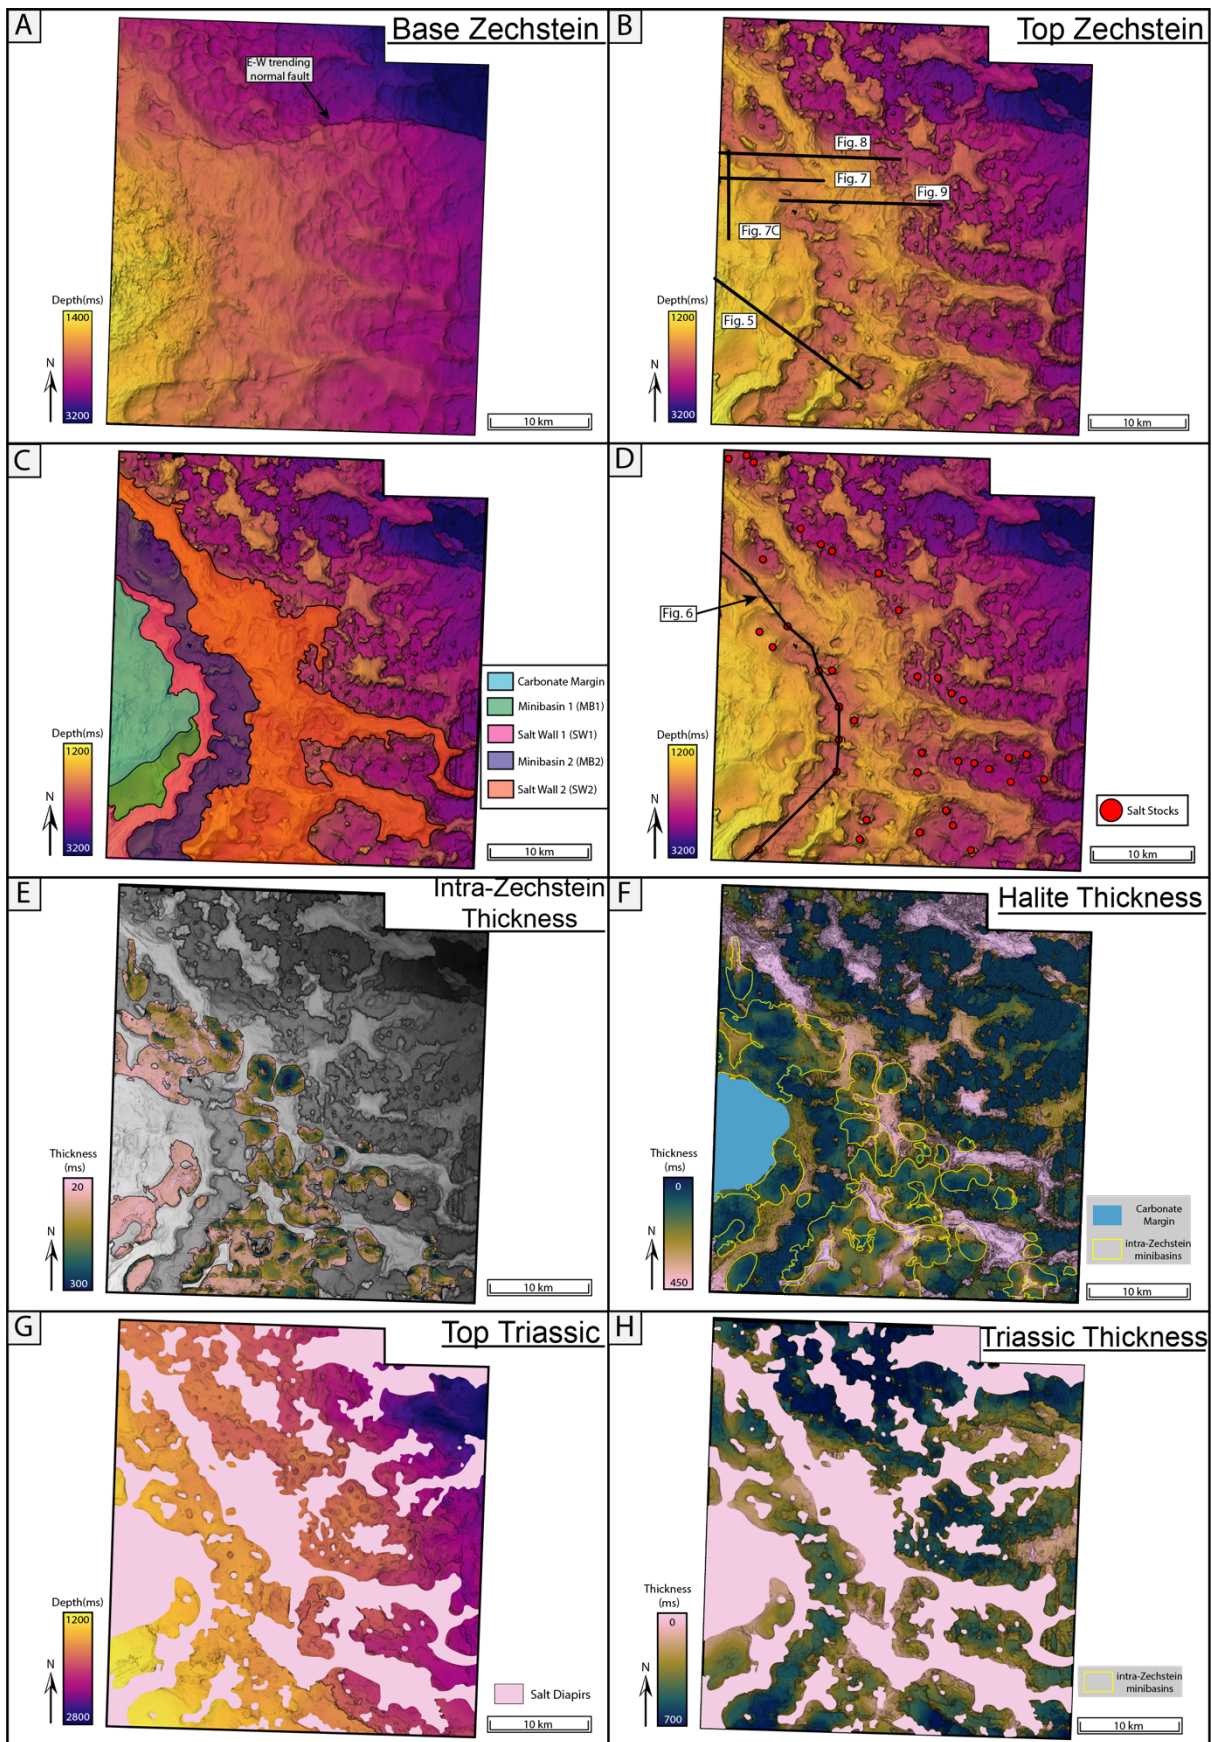 A
Base Zechstein
E-W trending
normal fault
Depth(ms)
1400
3200
N
10 km
B
Top Zechstein
Fig. 8
Fig. 7
Fig. 9
Fig. 7C
Fig. 5
Depth(ms)
1200
3200
N
10 km
C
Carbonate Margin
Minibasin 1 (MB1)
Salt Wall 1 (SW1)
Minibasin 2 (MB2)
Salt Wall 2 (SW2)
Depth(ms)
1200
3200
N
10 km
D
Fig. 6
Depth(ms)
1200
3200
N
Salt Stocks
10 km
E
Intra-Zechstein
Thickness
Thickness
(ms)
20
300
N
10 km
F
Halite Thickness
Thickness
(ms)
0
450
N
Carbonate
Margin
intra-Zechstein
minibasins
10 km
G
Top Triassic
Depth(ms)
1200
2800
N
Salt Diapirs
10 km
H
Triassic Thickness
Thickness
(ms)
0
700
N
intra-Zechstein
minibasins
10 km